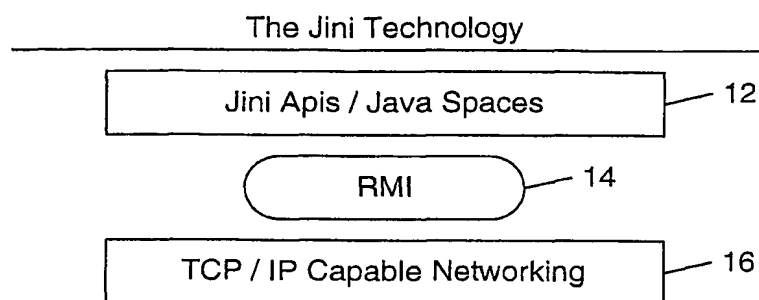 The Jini Technology
Jini Apis / Java Spaces
12
RMI
14
TCP / IP Capable Networking
16